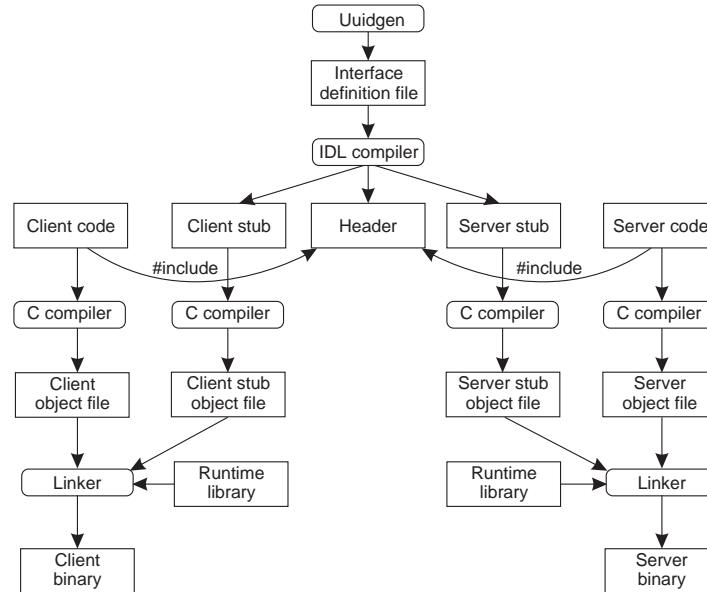 Uuidgen
Interface
definition file
IDL compiler
Client code
Client stub
Header
Server stub
Server code
#include
#include
C compiler
C compiler
C compiler
C compiler
Client
object file
Client stub
object file
Server stub
object file
Server
object file
Linker
Runtime
library
Runtime
library
Linker
Client
binary
Server
binary